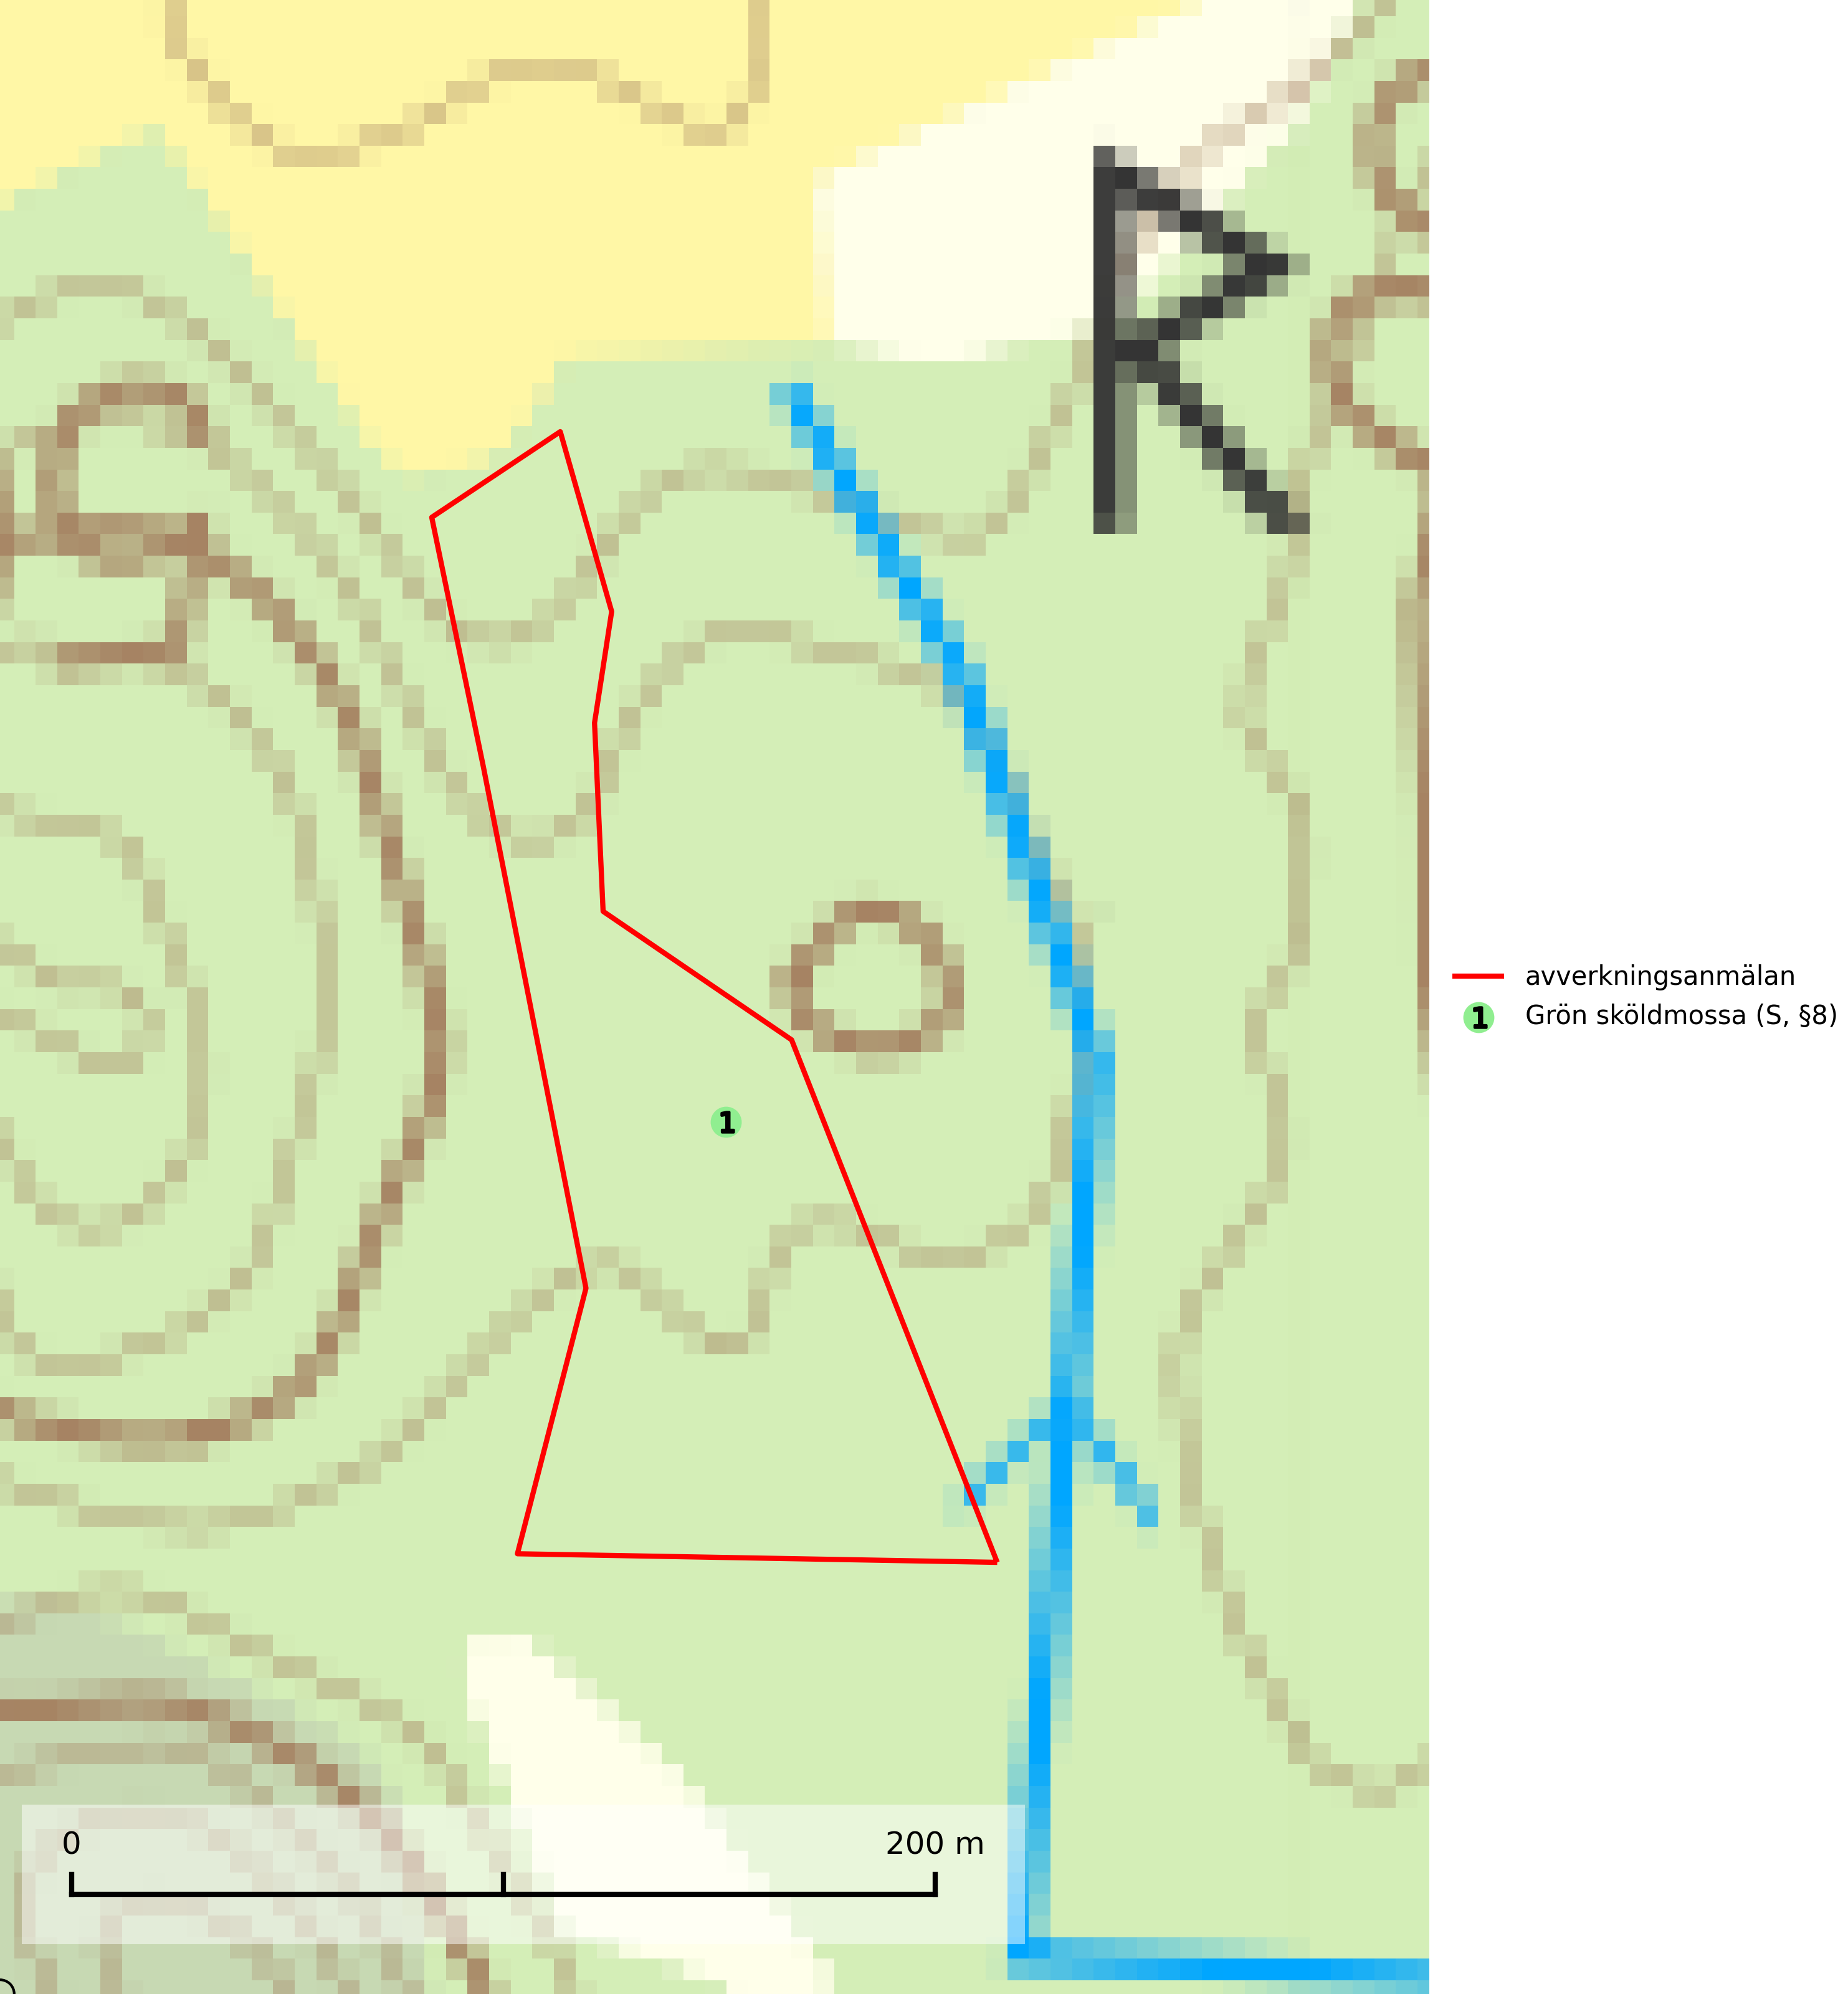 R
avverkningsanmälan
1 Grön sköldmossa (S, §8)
1
0 200 m